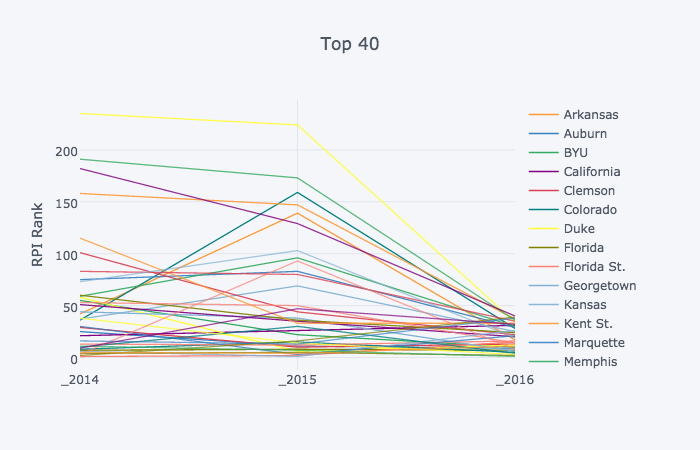 Top 40
RPI Rank
200
150
100
50
0
_2014
_2015
_2016
Arkansas
Auburn
BYU
California
Clemson
Colorado
Duke
Florida
Florida St.
Georgetown
Kansas
Kent St.
Marquette
Memphis